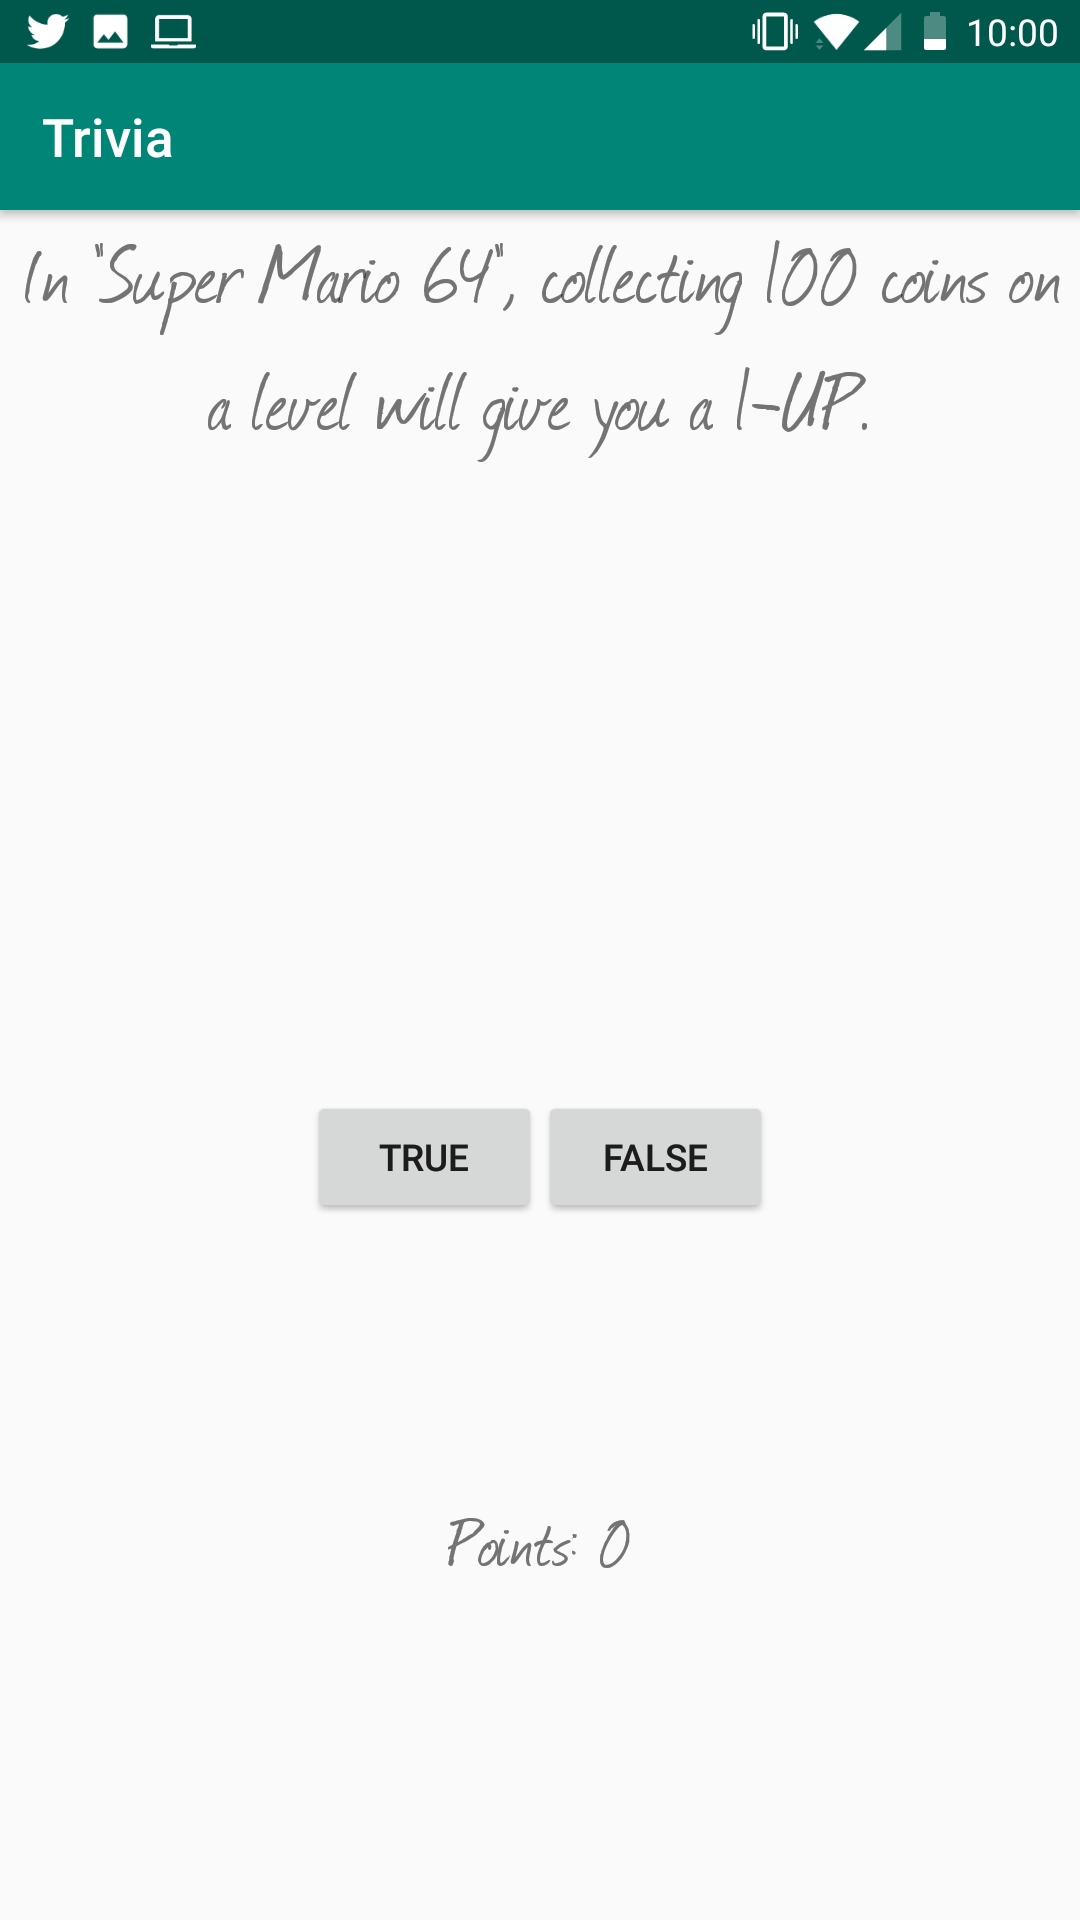 10:00
Trivia
In "Super Mario 64", collecting 100 coins on
a level will give you a 1-UP.
TRUE FALSE
Points: 0